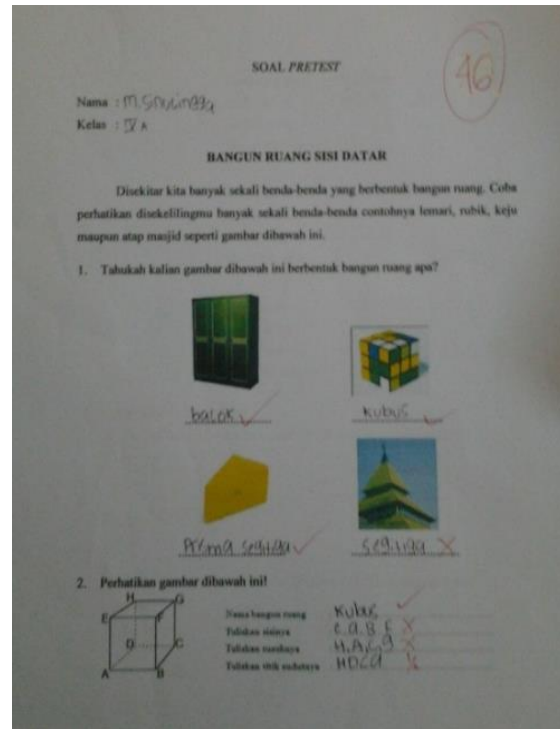 SOAL PRETEST
46
Nama :
Kelas : IV A
BANGUN RUANG SISI DATAR
Disekitar kita banyak sekali benda-benda yang berbentuk bangun ruang. Coba
perhatikan disekelilingmu banyak sekali benda-benda contohnya lemari, rubik, keju
maupun atap masjid seperti gambar dibawah ini.
1. Tahukah kalian gambar dibawah ini berbentuk bangun ruang apa?
balok kubus
Prisma segitiga segitiga
2. Perhatikan gambar dibawah ini!
H G
E F
D C
A B
Nama bangun ruang Kubus
Tuliskan sisinya
Tuliskan rusuknya
Tuliskan titik sudutnya HDCG